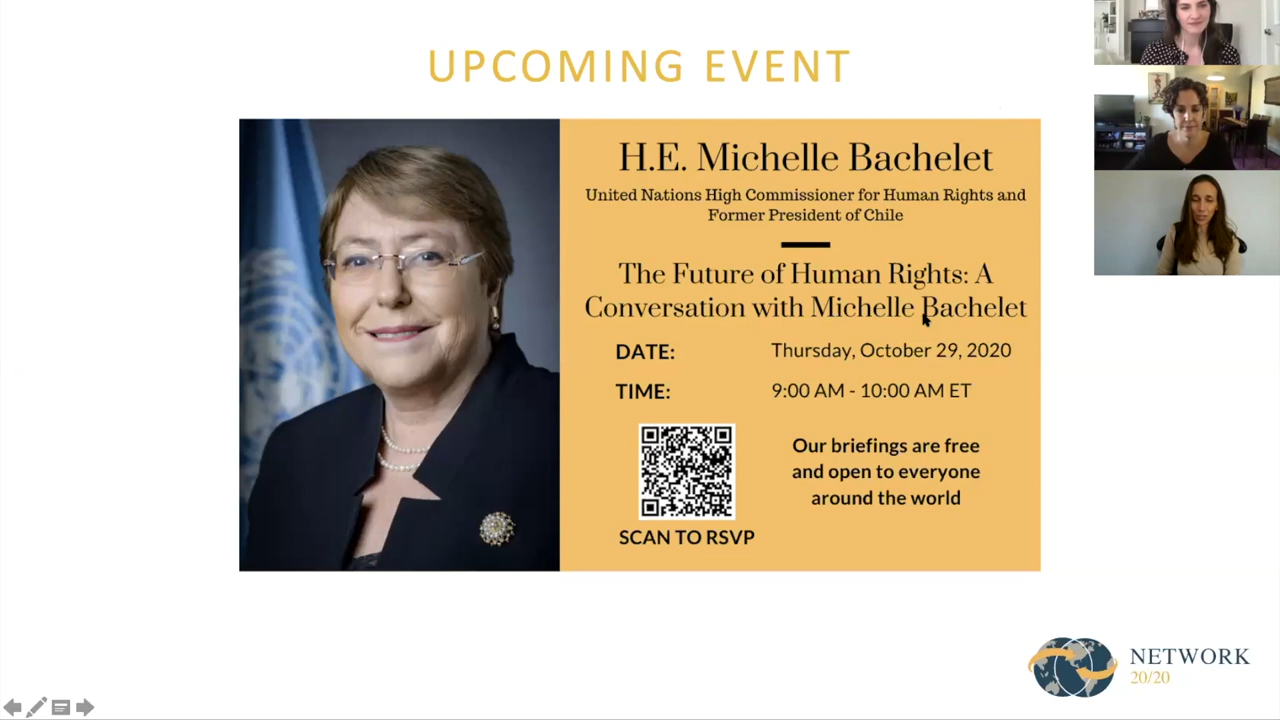 UPCOMING EVENT
H.E. Michelle Bachelet
United Nations High Commissioner for Human Rights and
Former President of Chile
The Future of Human Rights: A
Conversation with Michelle Bachelet
DATE: Thursday, October 29, 2020
TIME: 9:00 AM - 10:00 AM ET
Our briefings are free
and open to everyone
around the world
SCAN TO RSVP
NETWORK
20/20